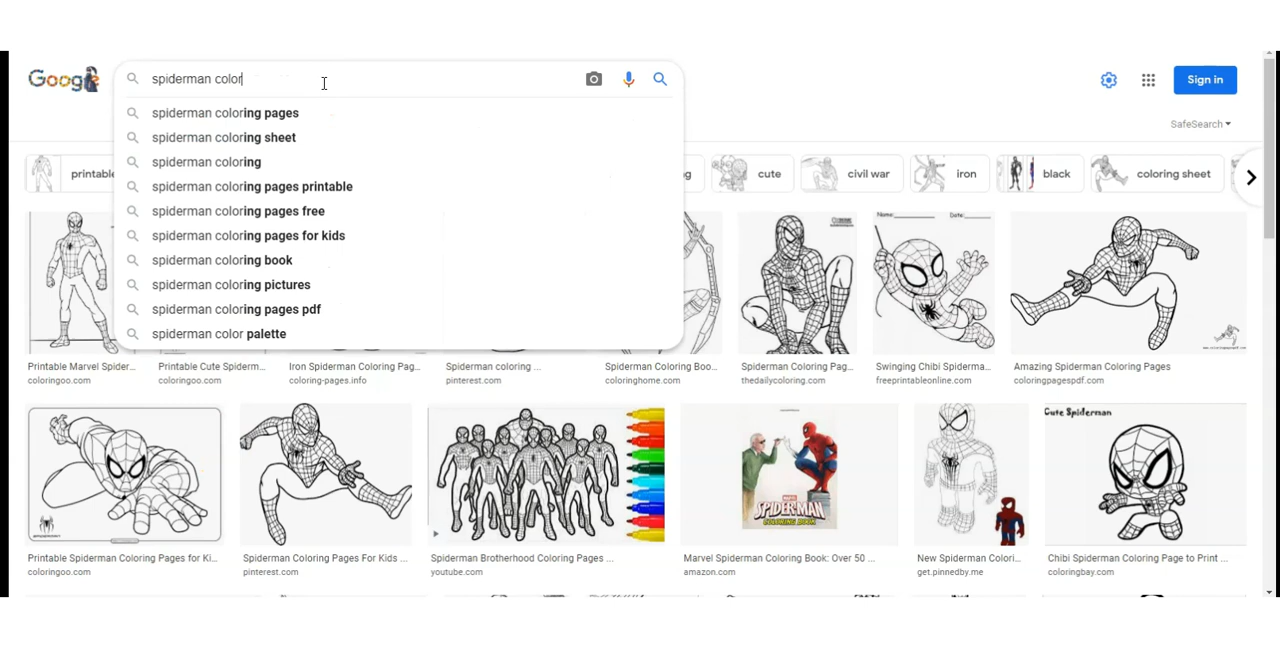 Google
spiderman color
Sign in
spiderman coloring pages
SafeSearch
spiderman coloring sheet
spiderman coloring
printable
cute
civil war
iron
black
coloring sheet
spiderman coloring pages printable
spiderman coloring pages free
spiderman coloring pages for kids
spiderman coloring book
spiderman coloring pictures
spiderman coloring pages pdf
spiderman color palette
Name: Date:
Printable Marvel Spider...
coloringoo.com
Printable Cute Spiderm...
coloringoo.com
Iron Spiderman Coloring Pag...
coloring-pages.info
Spiderman coloring ...
pinterest.com
Spiderman Coloring Boo...
coloringhome.com
Spiderman Coloring Pag...
thedailycoloring.com
Swinging Chibi Spiderma...
freeprintableonline.com
Amazing Spiderman Coloring Pages
coloringpagespdf.com
MARVEL
SPIDER-MAN
COLORING BOOK
Cute Spiderman
Printable Spiderman Coloring Pages for Ki...
coloringoo.com
Spiderman Coloring Pages For Kids ...
pinterest.com
Spiderman Brotherhood Coloring Pages ...
youtube.com
Marvel Spiderman Coloring Book: Over 50 ...
amazon.com
New Spiderman Colori...
get.pinnedby.me
Chibi Spiderman Coloring Page to Print ...
coloringbay.com